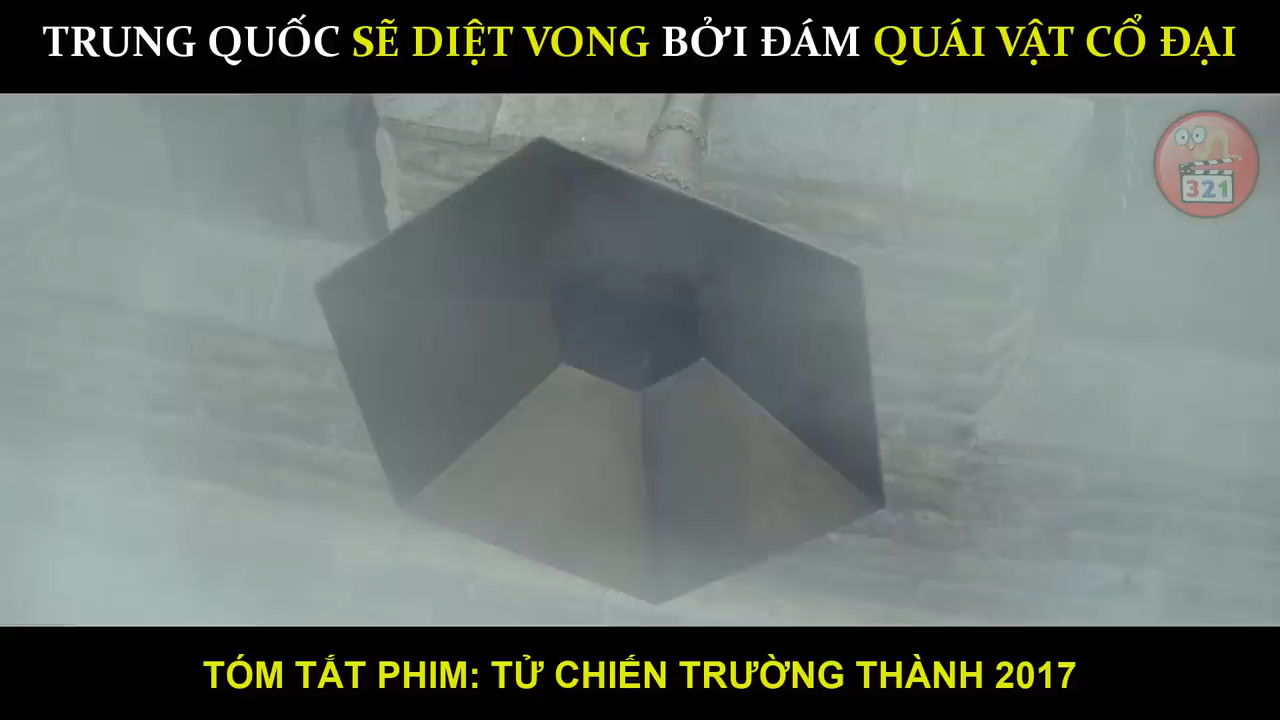 TRUNG QUỐC SẼ DIỆT VONG BỞI ĐÁM QUÁI VẬT CỔ ĐẠI
321
TÓM TẮT PHIM: TỬ CHIẾN TRƯỜNG THÀNH 2017